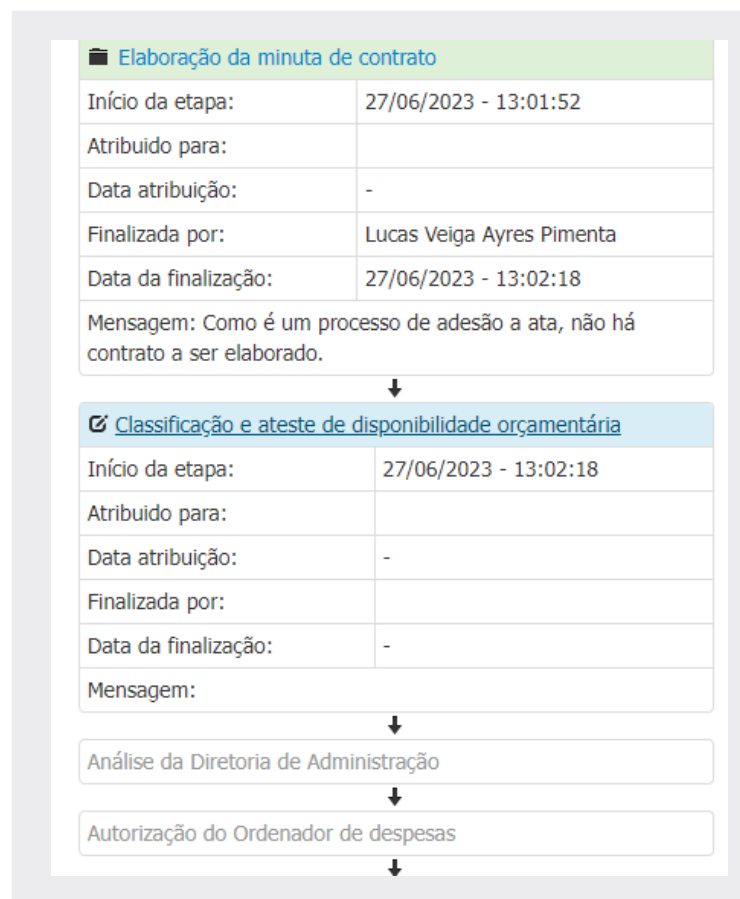 Elaboração da minuta de contrato
Início da etapa: 27/06/2023 - 13:01:52
Atribuido para:
Data atribuição: -
Finalizada por: Lucas Veiga Ayres Pimenta
Data da finalização: 27/06/2023 - 13:02:18
Mensagem: Como é um processo de adesão a ata, não há
contrato a ser elaborado.
Classificação e ateste de disponibilidade orçamentária
Início da etapa: 27/06/2023 - 13:02:18
Atribuido para:
Data atribuição: -
Finalizada por:
Data da finalização: -
Mensagem:
Análise da Diretoria de Administração
Autorização do Ordenador de despesas